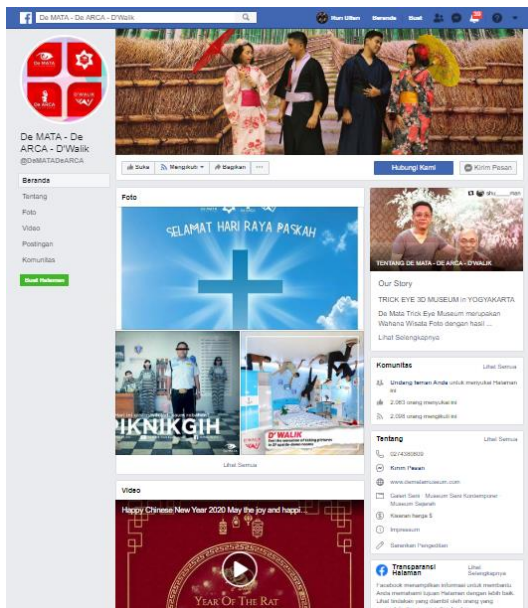 De MATA - De ARCA - D'Walik
Beranda
Buat
De MATA
De ARCA
D'WALIK
De MATA - De
ARCA - D'Walik
@DeMATADeARCA
Beranda
Tentang
Foto
Video
Postingan
Komunitas
Buat Halaman
Suka
Mengikuti
Bagikan
Hubungi Kami
Kirim Pesan
Foto
SELAMAT HARI RAYA PASKAH
PIKNIKGIH
D'WALIK
Lihat Semua
Video
Happy Chinese New Year 2020 May the joy and happi...
YEAR OF THE RAT
TENTANG DE MATA - DE ARCA - D'WALIK
Our Story
TRICK EYE 3D MUSEUM in YOGYAKARTA
De Mata Trick Eye Museum merupakan
Wahana Wisata Foto dengan hasil ...
Lihat Selengkapnya
Komunitas
Lihat Semua
Undang teman Anda untuk menyukai Halaman
ini
orang menyukai ini
orang mengikuti ini
Tentang
Lihat Semua
Kirim Pesan
www.dematamuseum.com
Galeri Seni · Museum Seni Kontemporer ·
Museum Sejarah
Kisaran harga $
Impressum
Sarankan Pengeditan
Transparansi
Halaman
Lihat
Selengkapnya
Facebook menampilkan informasi untuk membantu
Anda memahami tujuan Halaman dengan lebih baik.
Lihat tindakan yang diambil oleh orang yang